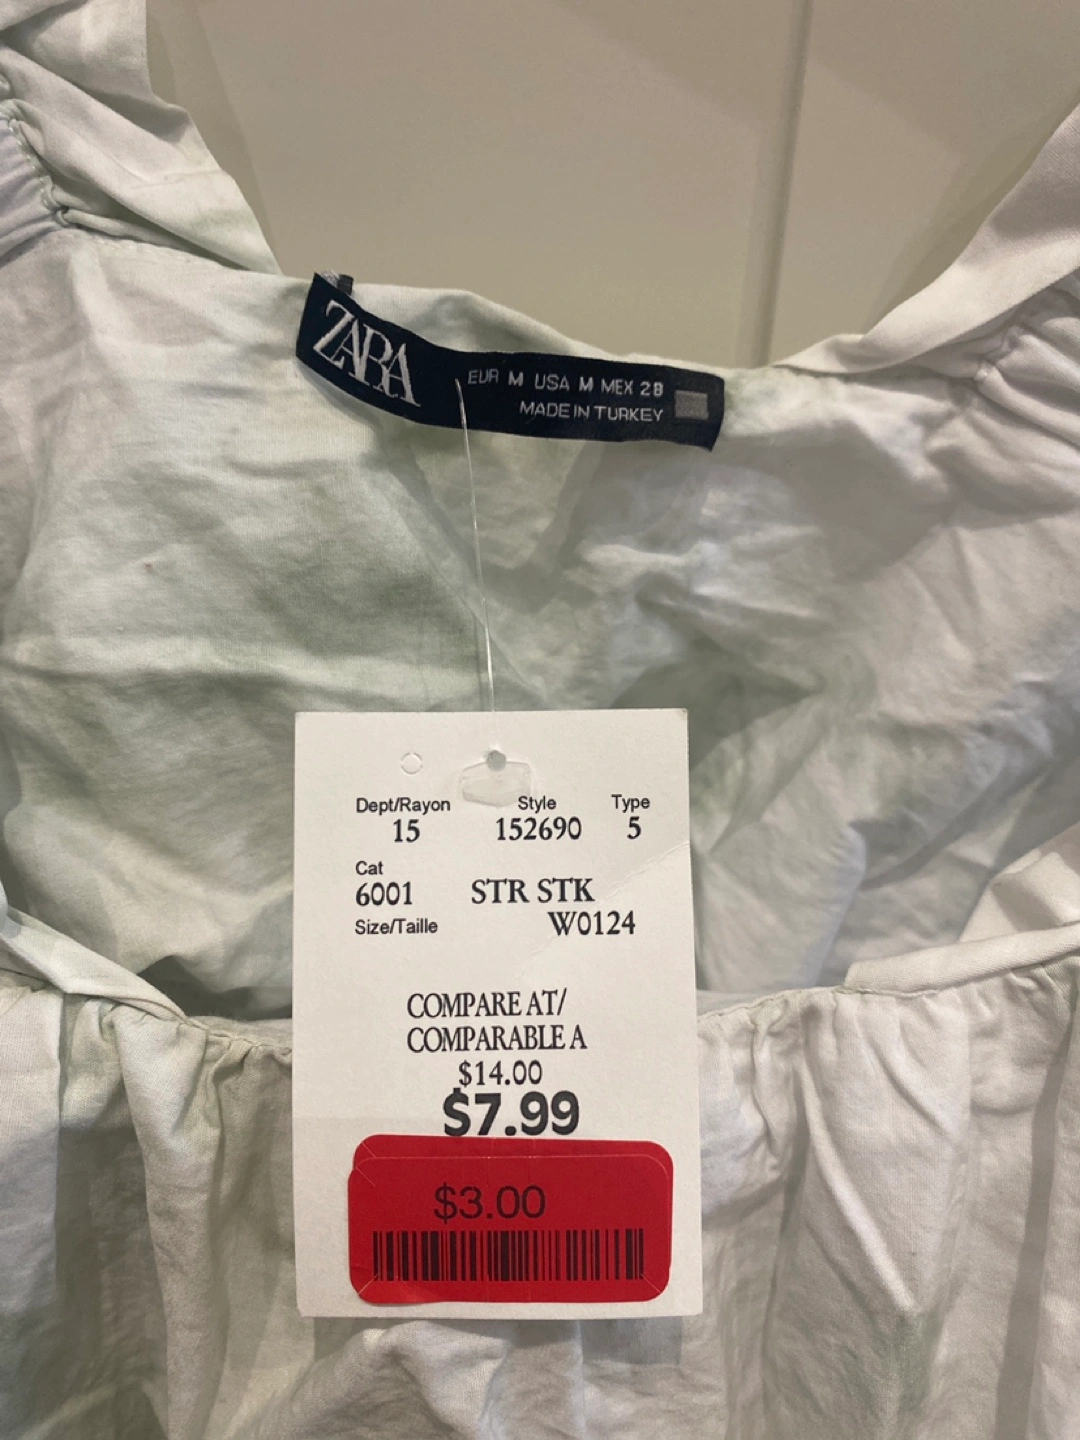 ZARA
EUR M USA M MEX 28
MADE IN TURKEY
Dept/Rayon Style Type
15 152690 5
Cat
6001 STR STK
Size/Taille W0124
COMPARE AT/
COMPARABLE A
$14.00
$7.99
$3.00